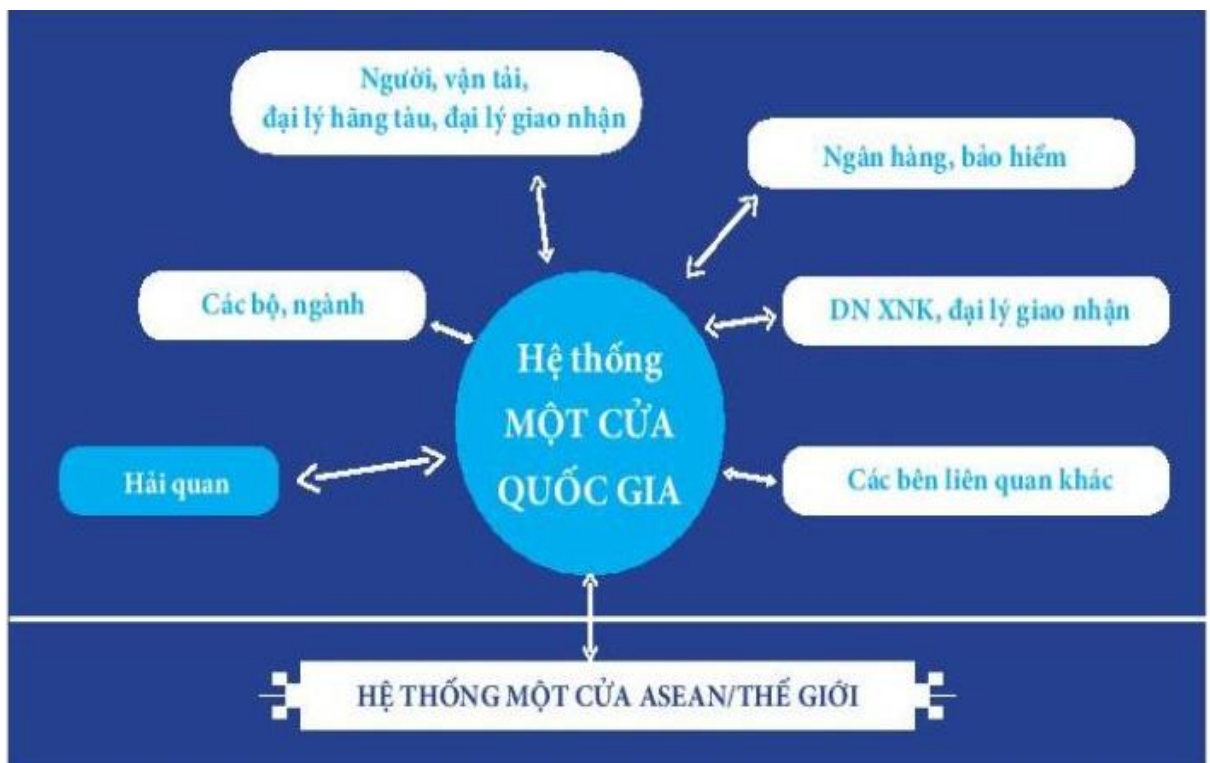 Người, vận tải,
đại lý hãng tàu, đại lý giao nhận
Ngân hàng, bảo hiểm
Các bộ, ngành
DN XNK, đại lý giao nhận
Hệ thống
MỘT CỬA
QUỐC GIA
Hải quan
Các bên liên quan khác
HỆ THỐNG MỘT CỬA ASEAN/THẾ GIỚI